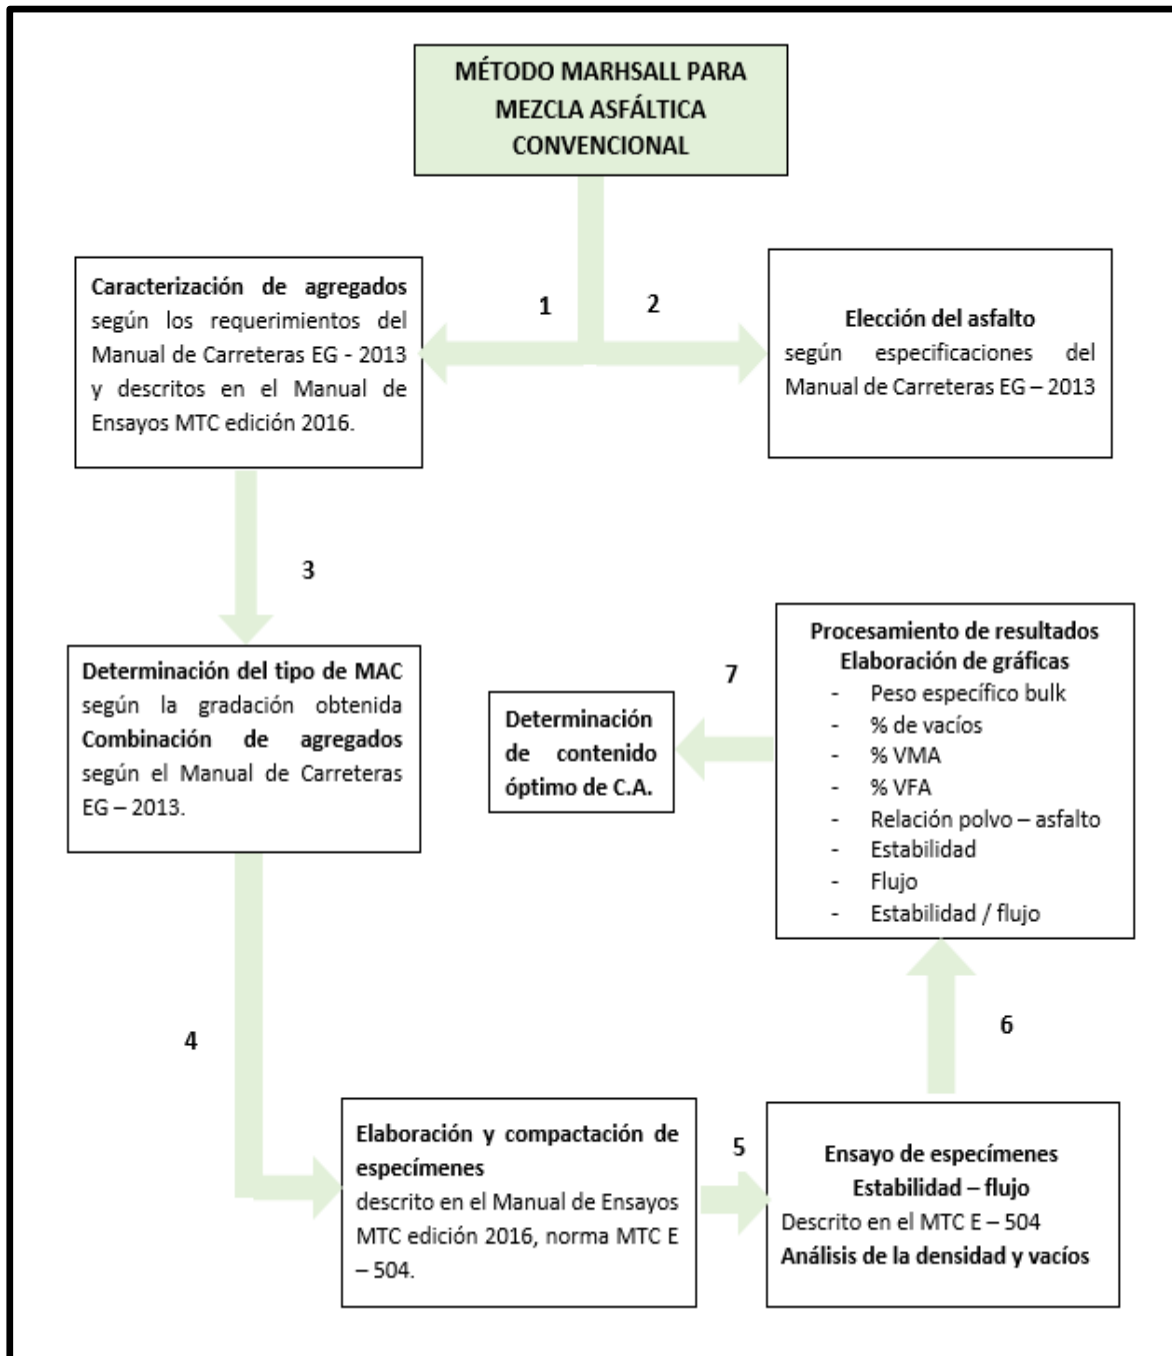 MÉTODO MARHSALL PARA
MEZCLA ASFÁLTICA
CONVENCIONAL
1
2
Caracterización de agregados
según los requerimientos del
Manual de Carreteras EG - 2013
y descritos en el Manual de
Ensayos MTC edición 2016.
Elección del asfalto
según especificaciones del
Manual de Carreteras EG – 2013
3
Determinación del tipo de MAC
según la gradación obtenida
Combinación de agregados
según el Manual de Carreteras
EG – 2013.
4
Elaboración y compactación de
especímenes
descrito en el Manual de Ensayos
MTC edición 2016, norma MTC E
– 504.
5
Ensayo de especímenes
Estabilidad – flujo
Descrito en el MTC E – 504
Análisis de la densidad y vacíos
6
Procesamiento de resultados
Elaboración de gráficas
- Peso específico bulk
- % de vacíos
- % VMA
- % VFA
- Relación polvo – asfalto
- Estabilidad
- Flujo
- Estabilidad / flujo
7
Determinación
de contenido
óptimo de C.A.